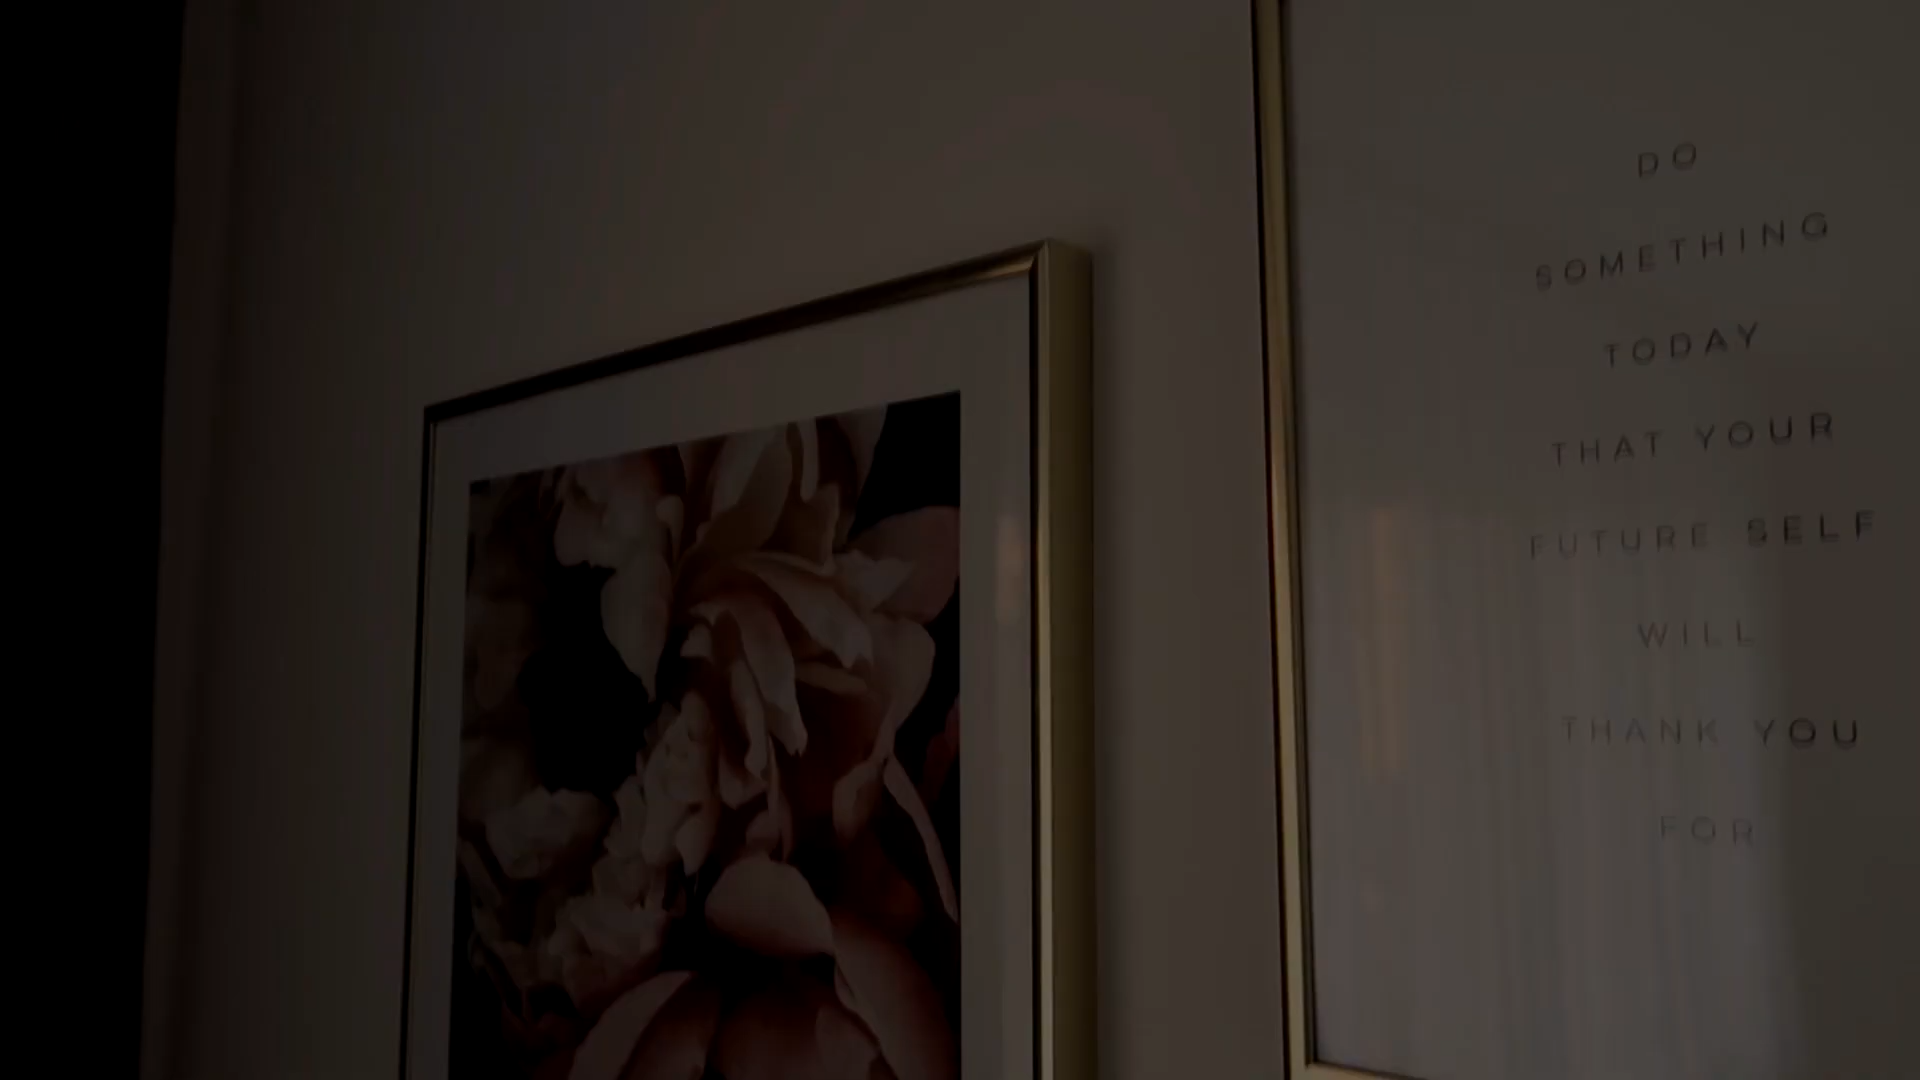 DO
SOMETHING
TODAY
THAT YOUR
FUTURE SELF
WILL
THANK YOU
FOR